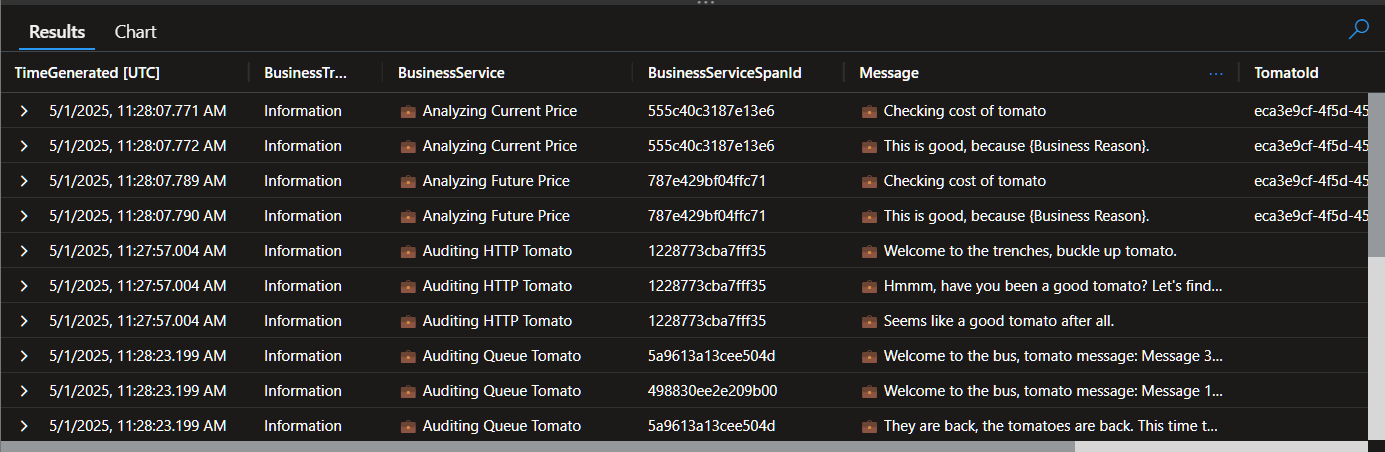 Results Chart
TimeGenerated [UTC] BusinessTr... BusinessService BusinessServiceSpanId Message ... TomatoId
5/1/2025, 11:28:07.771 AM Information Analyzing Current Price 555c40c3187e13e6 Checking cost of tomato eca3e9cf-4f5d-45
5/1/2025, 11:28:07.772 AM Information Analyzing Current Price 555c40c3187e13e6 This is good, because {Business Reason}. eca3e9cf-4f5d-45
5/1/2025, 11:28:07.789 AM Information Analyzing Future Price 787e429bf04ffc71 Checking cost of tomato eca3e9cf-4f5d-45
5/1/2025, 11:28:07.790 AM Information Analyzing Future Price 787e429bf04ffc71 This is good, because {Business Reason}. eca3e9cf-4f5d-45
5/1/2025, 11:27:57.004 AM Information Auditing HTTP Tomato 1228773cba7fff35 Welcome to the trenches, buckle up tomato.
5/1/2025, 11:27:57.004 AM Information Auditing HTTP Tomato 1228773cba7fff35 Hmmm, have you been a good tomato? Let's find...
5/1/2025, 11:27:57.004 AM Information Auditing HTTP Tomato 1228773cba7fff35 Seems like a good tomato after all.
5/1/2025, 11:28:23.199 AM Information Auditing Queue Tomato 5a9613a13cee504d Welcome to the bus, tomato message: Message 3...
5/1/2025, 11:28:23.199 AM Information Auditing Queue Tomato 498830ee2e209b00 Welcome to the bus, tomato message: Message 1...
5/1/2025, 11:28:23.199 AM Information Auditing Queue Tomato 5a9613a13cee504d They are back, the tomatoes are back. This time t...